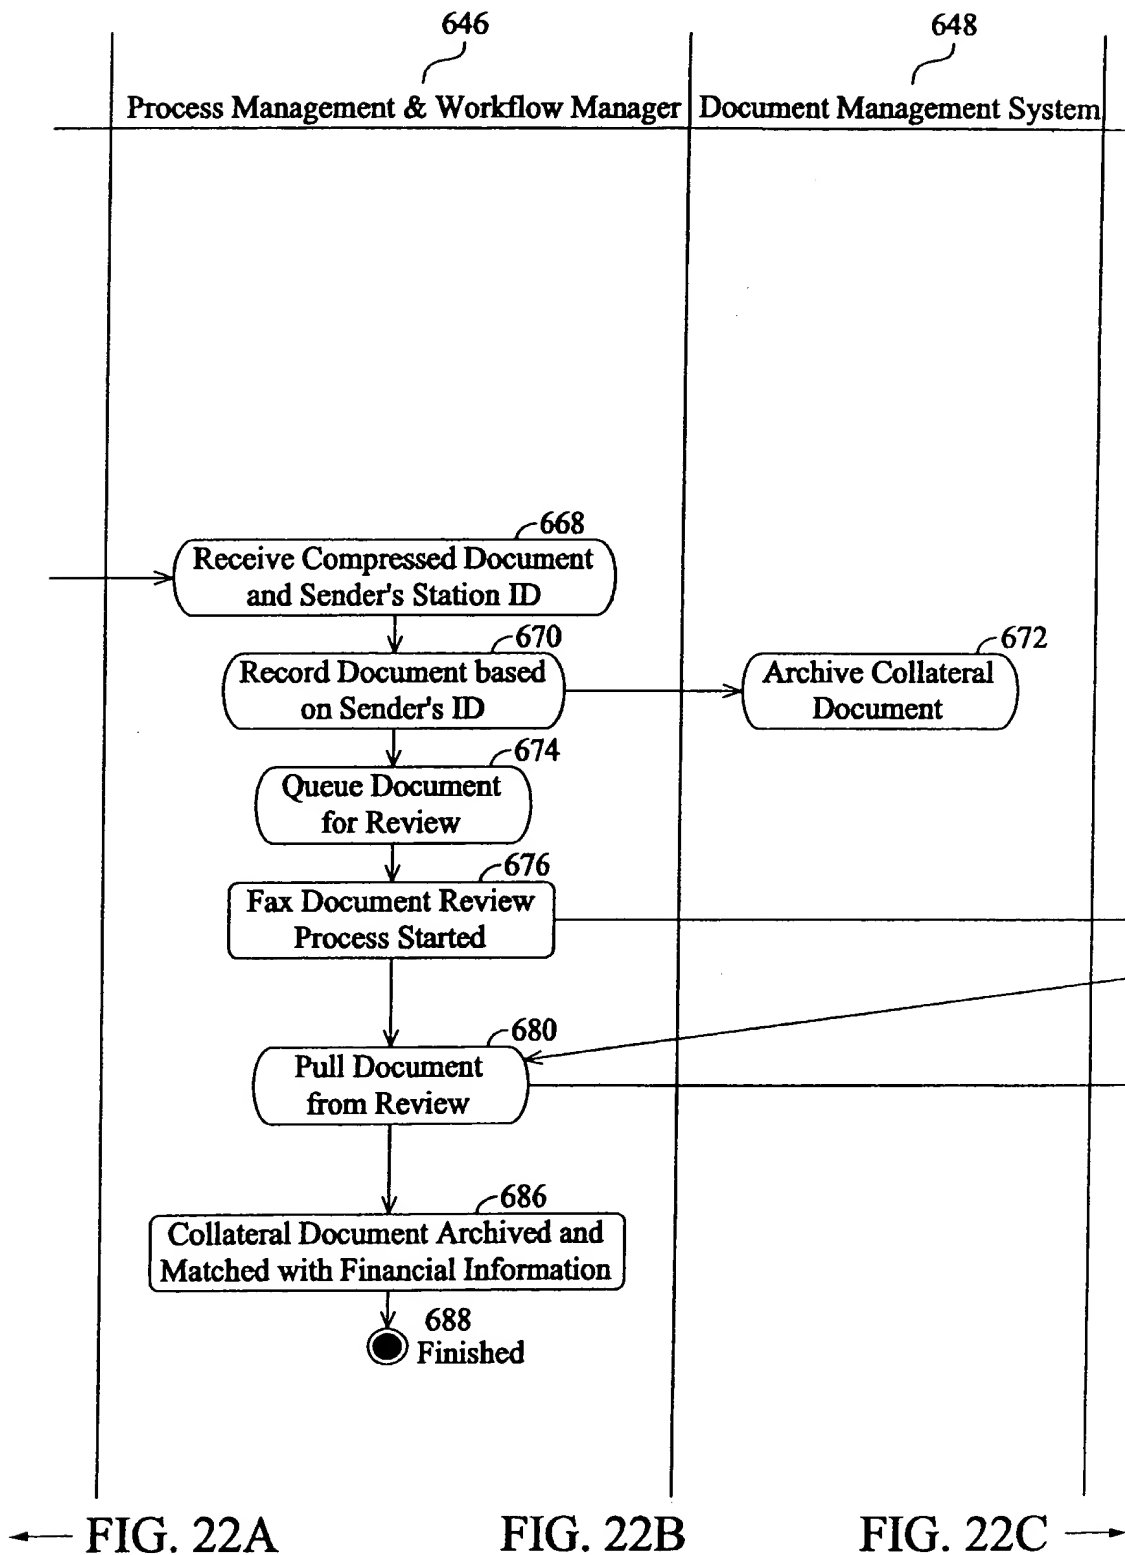 646
648
Process Management & Workflow Manager
Document Management System
668
Receive Compressed Document
and Sender's Station ID
670
Record Document based
on Sender's ID
672
Archive Collateral
Document
674
Queue Document
for Review
676
Fax Document Review
Process Started
680
Pull Document
from Review
686
Collateral Document Archived and
Matched with Financial Information
688
Finished
FIG. 22A
FIG. 22B
FIG. 22C